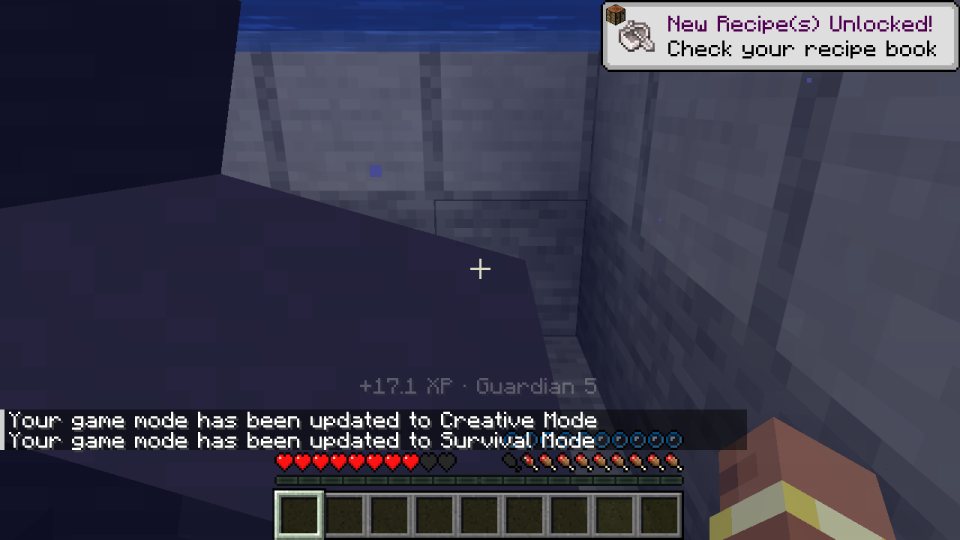 New Recipe(s) Unlocked!
Check your recipe book
+17.1 XP · Guardian 5
Your game mode has been updated to Creative Mode
Your game mode has been updated to Survival Mode